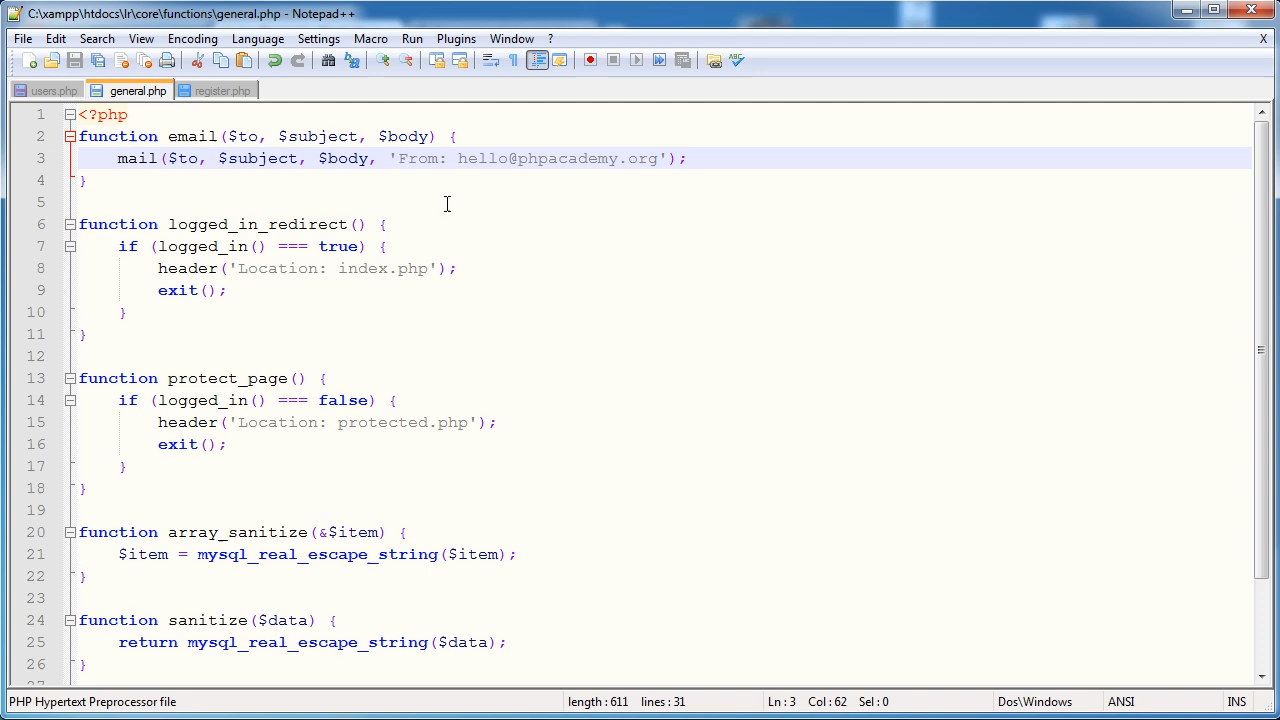 C:\xampp\htdocs\lr\core\functions\general.php - Notepad++
File Edit Search View Encoding Language Settings Macro Run Plugins Window ? X
users.php general.php register.php
1 <?php
2 function email($to, $subject, $body) {
3 mail($to, $subject, $body, 'From: hello@phpacademy.org');
4 }
5
6 function logged_in_redirect() {
7 if (logged_in() === true) {
8 header('Location: index.php');
9 exit();
10 }
11 }
12
13 function protect_page() {
14 if (logged_in() === false) {
15 header('Location: protected.php');
16 exit();
17 }
18 }
19
20 function array_sanitize(&$item) {
21 $item = mysql_real_escape_string($item);
22 }
23
24 function sanitize($data) {
25 return mysql_real_escape_string($data);
26 }
PHP Hypertext Preprocessor file length : 611 lines : 31 Ln : 3 Col : 62 Sel : 0 Dos\Windows ANSI INS